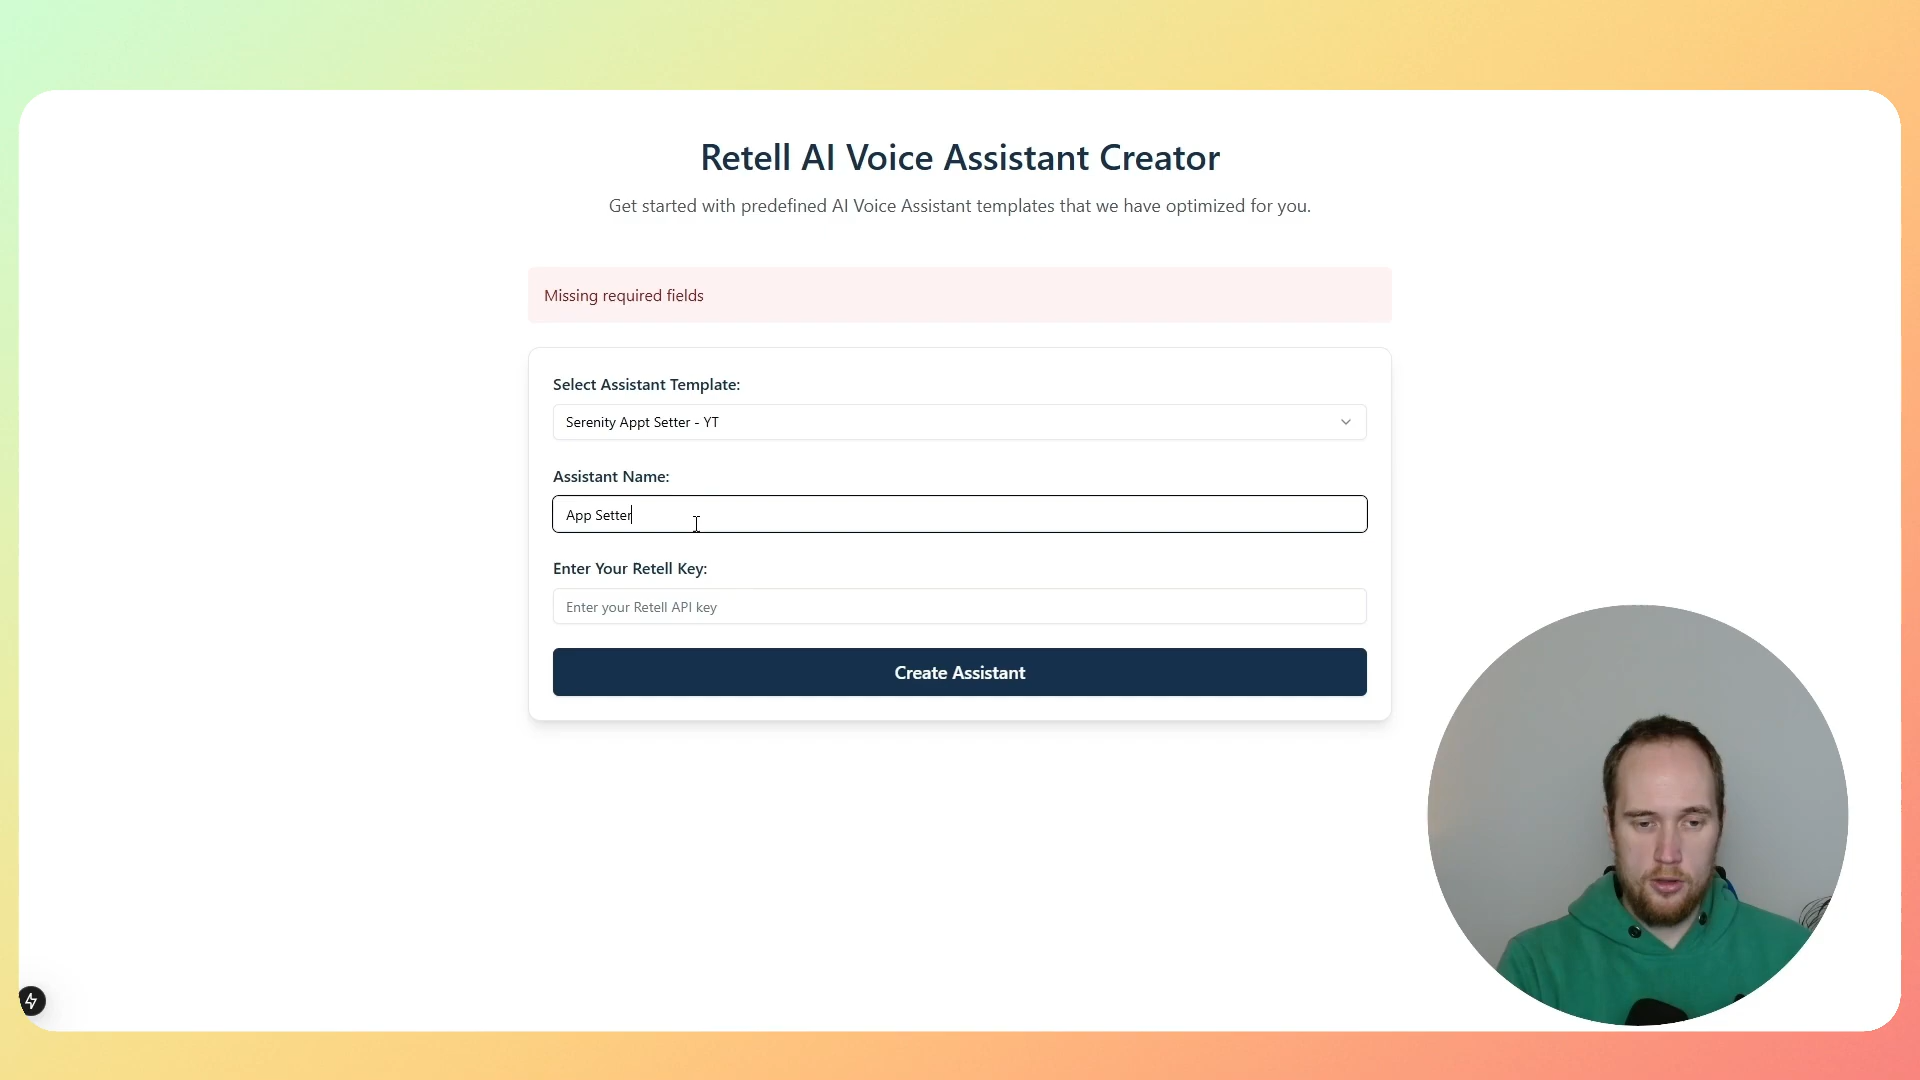 Retell AI Voice Assistant Creator
Get started with predefined AI Voice Assistant templates that we have optimized for you.
Missing required fields
Select Assistant Template:
Serenity Appt Setter - YT
Assistant Name:
App Setter
Enter Your Retell Key:
Enter your Retell API key
Create Assistant